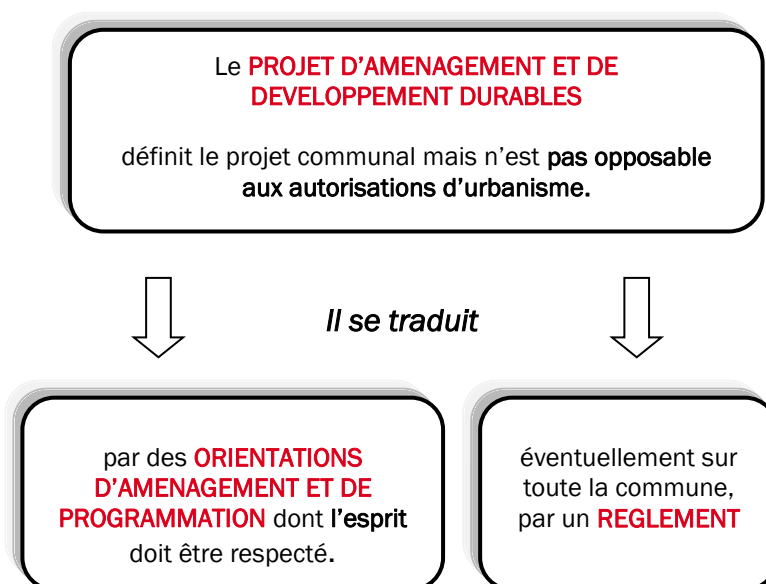 Le PROJET D'AMENAGEMENT ET DE
DEVELOPPEMENT DURABLES
définit le projet communal mais n'est pas opposable
aux autorisations d'urbanisme.
Il se traduit
par des ORIENTATIONS
D'AMENAGEMENT ET DE
PROGRAMMATION dont l'esprit
doit être respecté.
éventuellement sur
toute la commune,
par un REGLEMENT